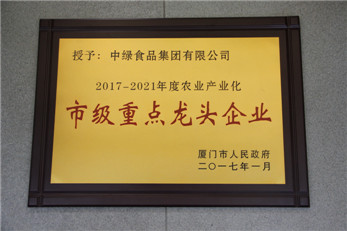 授予：中绿食品集团有限公司
2017-2021年度农业产业化
市级重点龙头企业
厦门市人民政府
二〇一七年一月